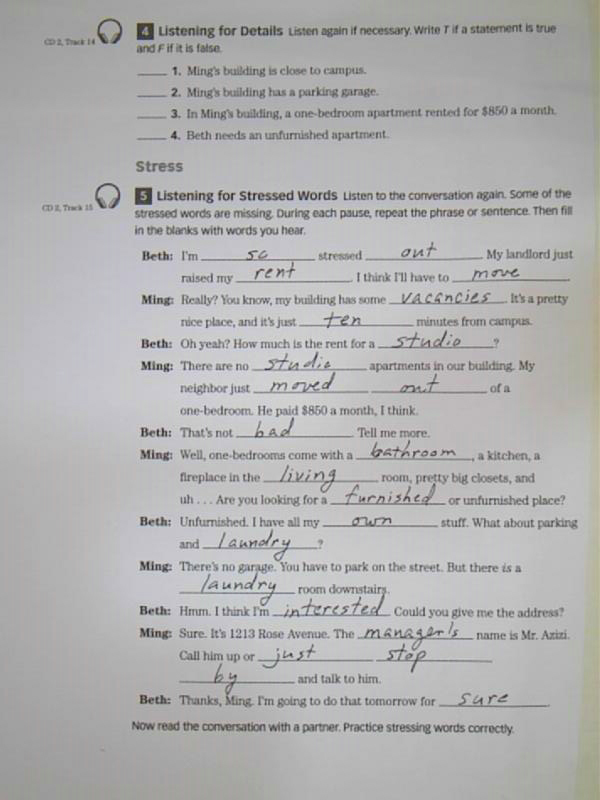 CD 2, Track 14
4 Listening for Details Listen again if necessary. Write T if a statement is true
and F if it is false.
____ 1. Ming's building is close to campus.
____ 2. Ming's building has a parking garage.
____ 3. In Ming's building, a one-bedroom apartment rented for $850 a month.
____ 4. Beth needs an unfurnished apartment.
Stress
CD 2, Track 15
5 Listening for Stressed Words Listen to the conversation again. Some of the
stressed words are missing. During each pause, repeat the phrase or sentence. Then fill
in the blanks with words you hear.
Beth: I'm so stressed out. My landlord just
raised my rent. I think I'll have to move.
Ming: Really? You know, my building has some vacancies. It's a pretty
nice place, and it's just ten minutes from campus.
Beth: Oh yeah? How much is the rent for a studio?
Ming: There are no studio apartments in our building. My
neighbor just moved out of a
one-bedroom. He paid $850 a month, I think.
Beth: That's not bad. Tell me more.
Ming: Well, one-bedrooms come with a bathroom, a kitchen, a
fireplace in the living room, pretty big closets, and
uh . . . Are you looking for a furnished or unfurnished place?
Beth: Unfurnished. I have all my own stuff. What about parking
and laundry?
Ming: There's no garage. You have to park on the street. But there is a
laundry room downstairs.
Beth: Hmm. I think I'm interested. Could you give me the address?
Ming: Sure. It's 1213 Rose Avenue. The manager's name is Mr. Azizi.
Call him up or just stop
by and talk to him.
Beth: Thanks, Ming. I'm going to do that tomorrow for sure.
Now read the conversation with a partner. Practice stressing words correctly.